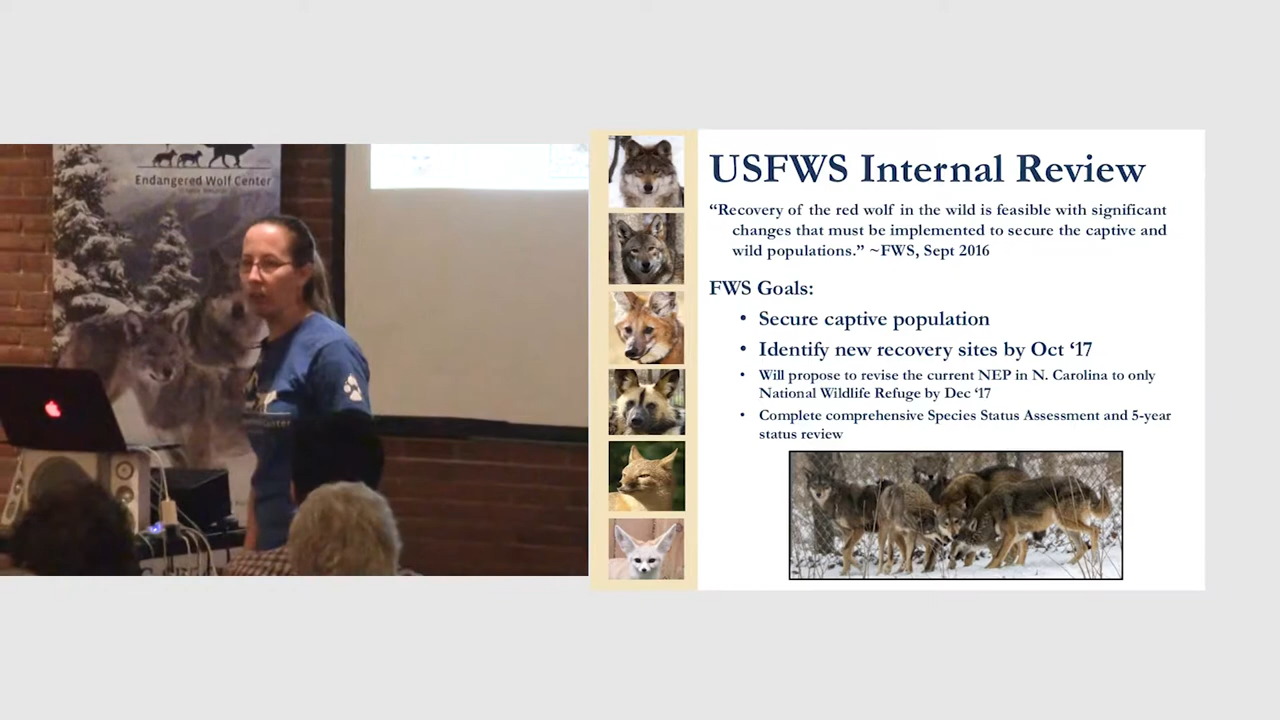 Endangered Wolf Center
USFWS Internal Review
“Recovery of the red wolf in the wild is feasible with significant
changes that must be implemented to secure the captive and
wild populations.” ~FWS, Sept 2016
FWS Goals:
• Secure captive population
• Identify new recovery sites by Oct ‘17
• Will propose to revise the current NEP in N. Carolina to only
National Wildlife Refuge by Dec ‘17
• Complete comprehensive Species Status Assessment and 5-year
status review